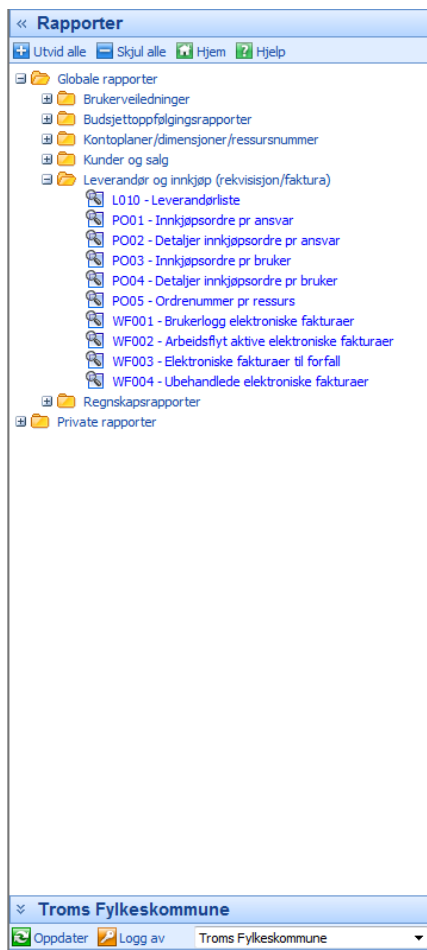 « Rapporter
Utvid alle Skjul alle Hjem Hjelp
Globale rapporter
Brukerveiledninger
Budsjettoppfølgingsrapporter
Kontoplaner/dimensjoner/ressursnummer
Kunder og salg
Leverandør og innkjøp (rekvisisjon/faktura)
L010 - Leverandørliste
PO01 - Innkjøpsordre pr ansvar
PO02 - Detaljer innkjøpsordre pr ansvar
PO03 - Innkjøpsordre pr bruker
PO04 - Detaljer innkjøpsordre pr bruker
PO05 - Ordrenummer pr ressurs
WF001 - Brukerlogg elektroniske fakturaer
WF002 - Arbeidsflyt aktive elektroniske fakturaer
WF003 - Elektroniske fakturaer til forfall
WF004 - Ubehandlede elektroniske fakturaer
Regnskapsrapporter
Private rapporter
Troms Fylkeskommune
Oppdater Logg av Troms Fylkeskommune